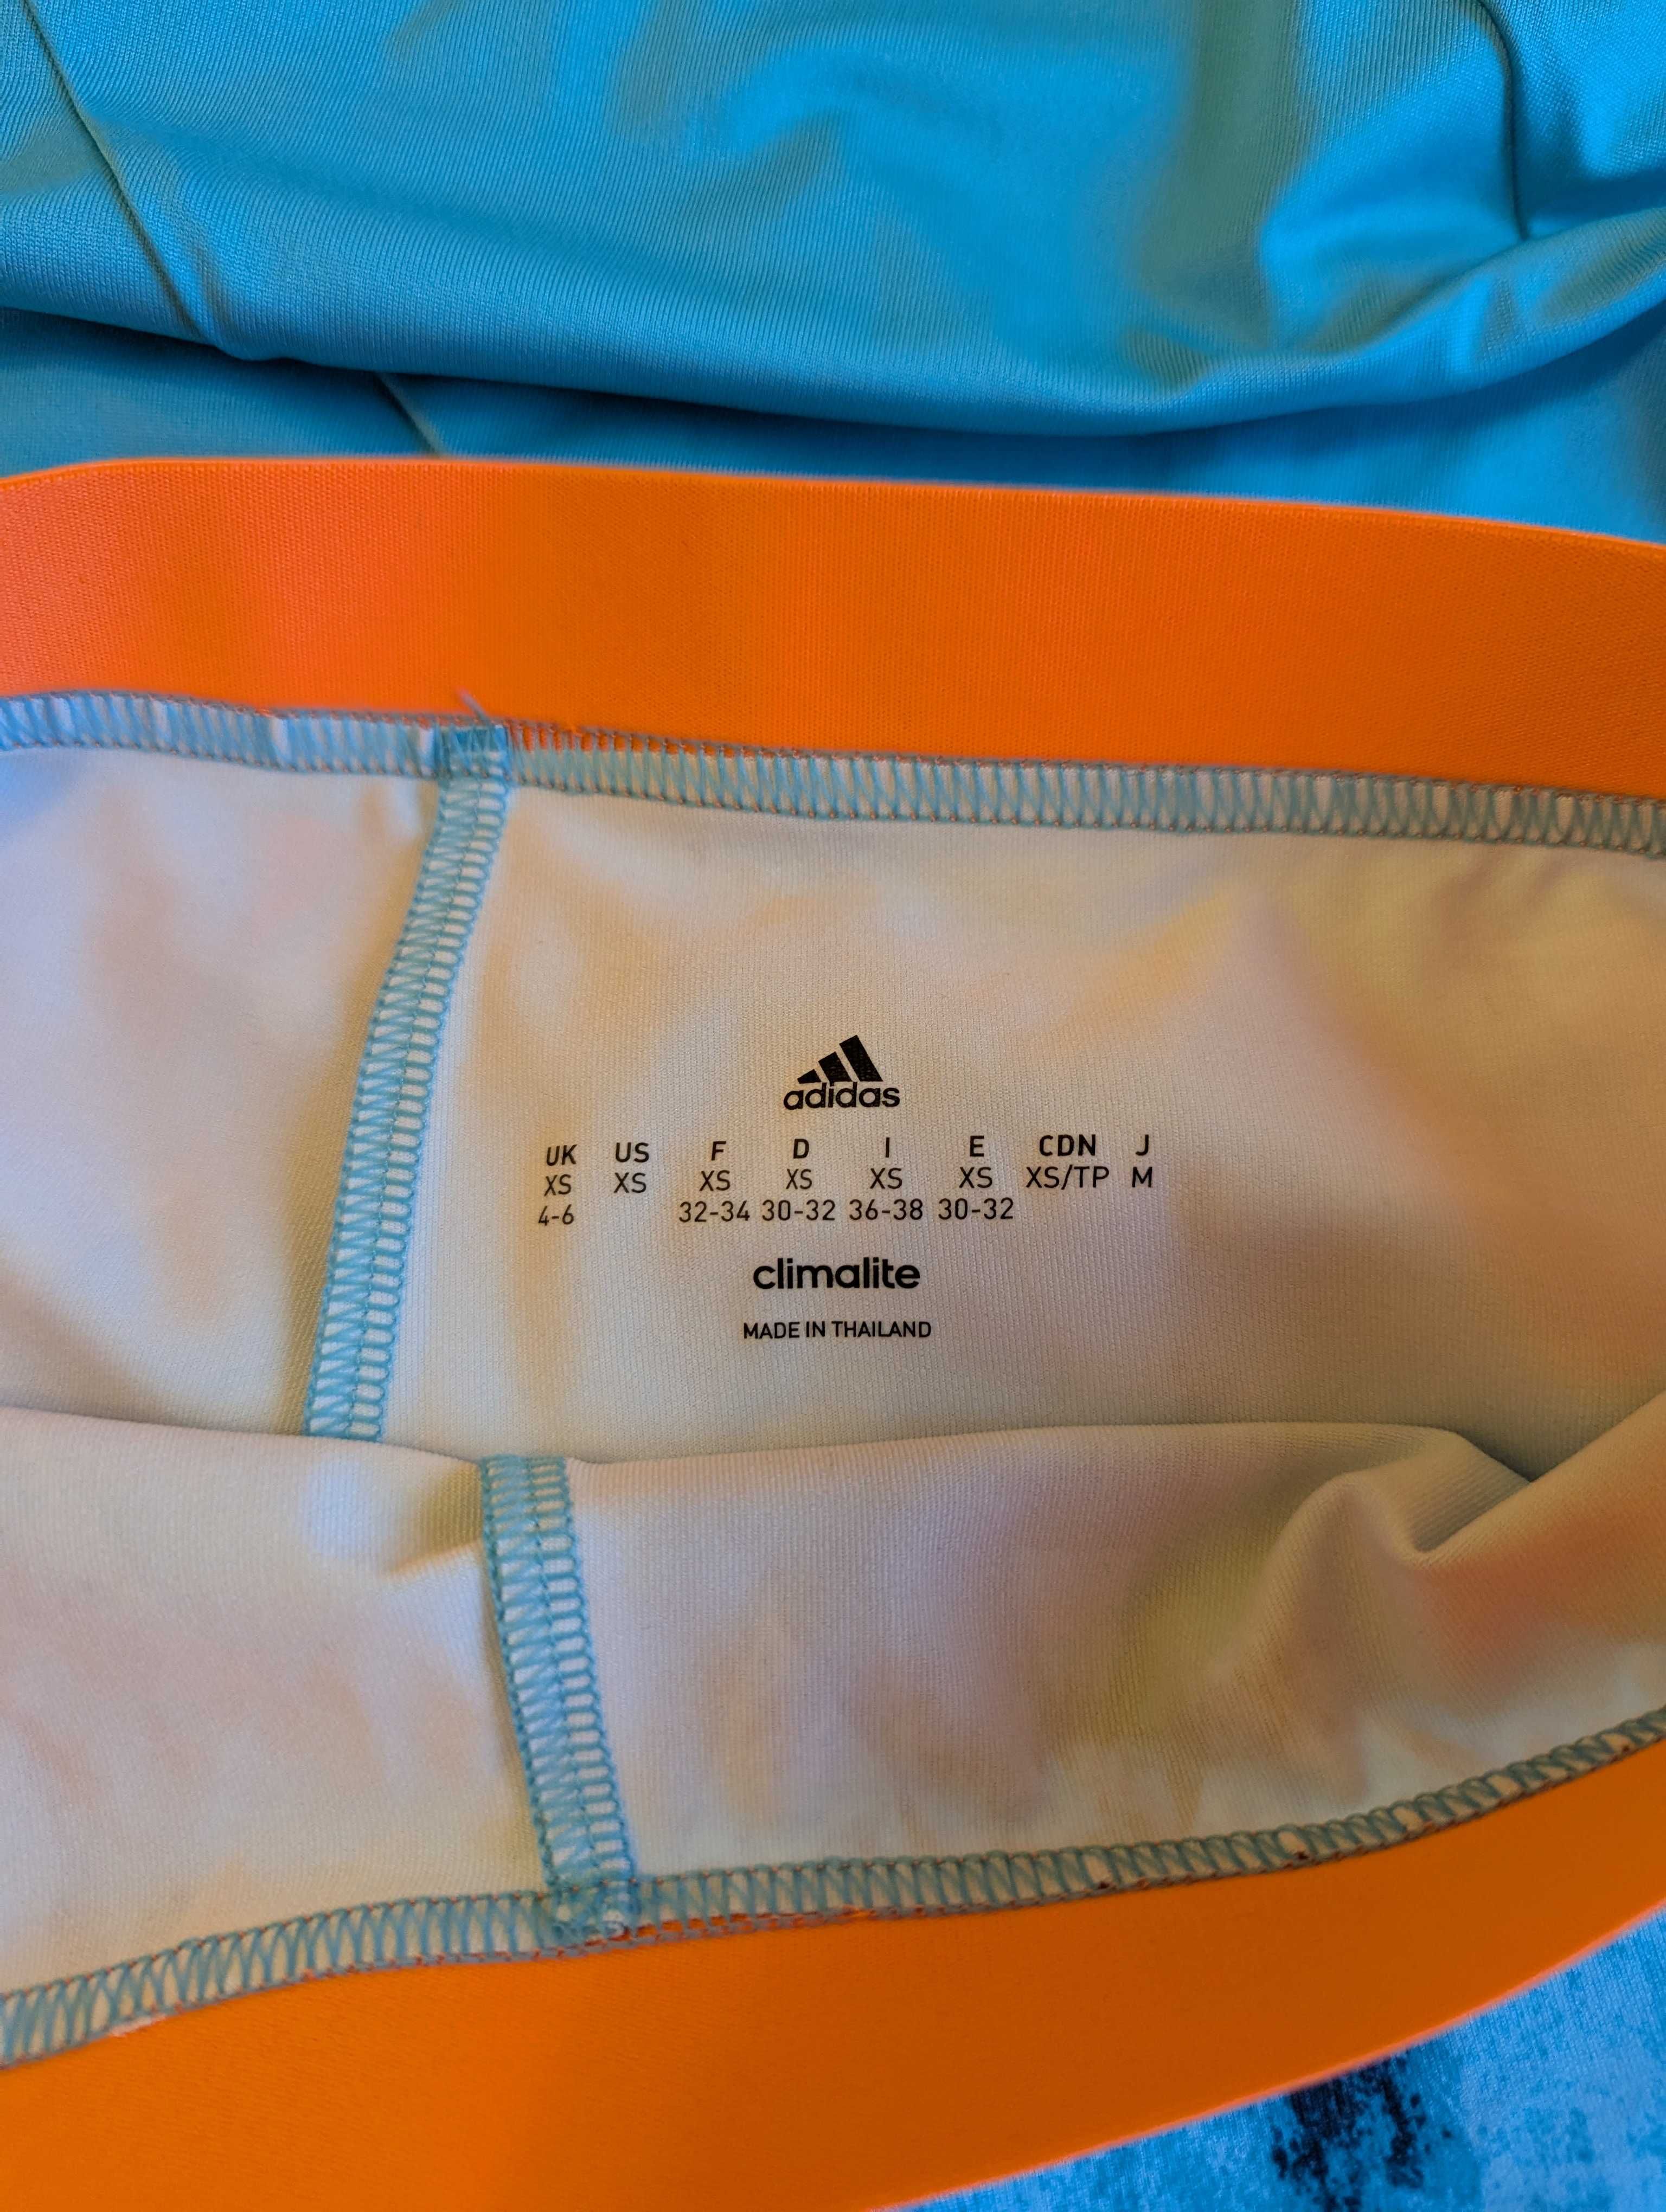 adidas
UK US F D I E CDN J
XS XS XS XS XS XS XS/TP M
4-6 32-34 30-32 36-38 30-32
climalite
MADE IN THAILAND